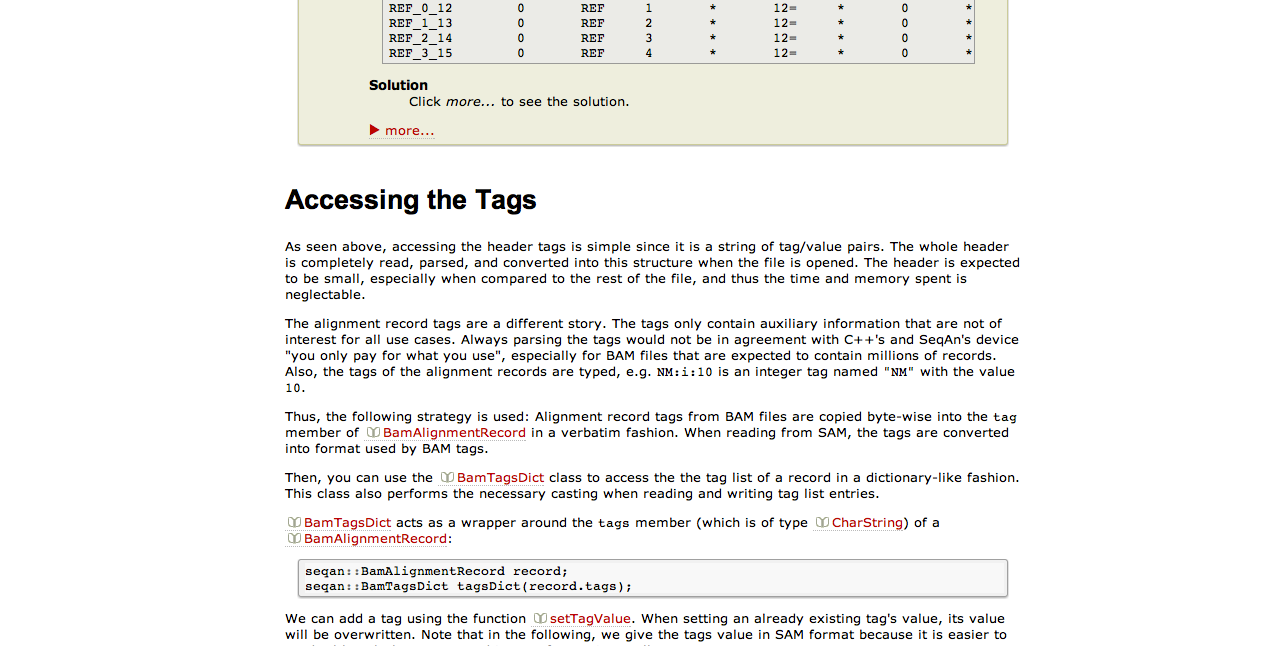 REF_0_12 0 REF 1 * 12= * 0 *
REF_1_13 0 REF 2 * 12= * 0 *
REF_2_14 0 REF 3 * 12= * 0 *
REF_3_15 0 REF 4 * 12= * 0 *
Solution
Click more... to see the solution.
more...
Accessing the Tags
As seen above, accessing the header tags is simple since it is a string of tag/value pairs. The whole header
is completely read, parsed, and converted into this structure when the file is opened. The header is expected
to be small, especially when compared to the rest of the file, and thus the time and memory spent is
neglectable.
The alignment record tags are a different story. The tags only contain auxiliary information that are not of
interest for all use cases. Always parsing the tags would not be in agreement with C++'s and SeqAn's device
"you only pay for what you use", especially for BAM files that are expected to contain millions of records.
Also, the tags of the alignment records are typed, e.g. NM:i:10 is an integer tag named "NM" with the value
10.
Thus, the following strategy is used: Alignment record tags from BAM files are copied byte-wise into the tag
member of BamAlignmentRecord in a verbatim fashion. When reading from SAM, the tags are converted
into format used by BAM tags.
Then, you can use the BamTagsDict class to access the the tag list of a record in a dictionary-like fashion.
This class also performs the necessary casting when reading and writing tag list entries.
BamTagsDict acts as a wrapper around the tags member (which is of type CharString) of a
BamAlignmentRecord:
seqan::BamAlignmentRecord record;
seqan::BamTagsDict tagsDict(record.tags);
We can add a tag using the function setTagValue. When setting an already existing tag's value, its value
will be overwritten. Note that in the following, we give the tags value in SAM format because it is easier to